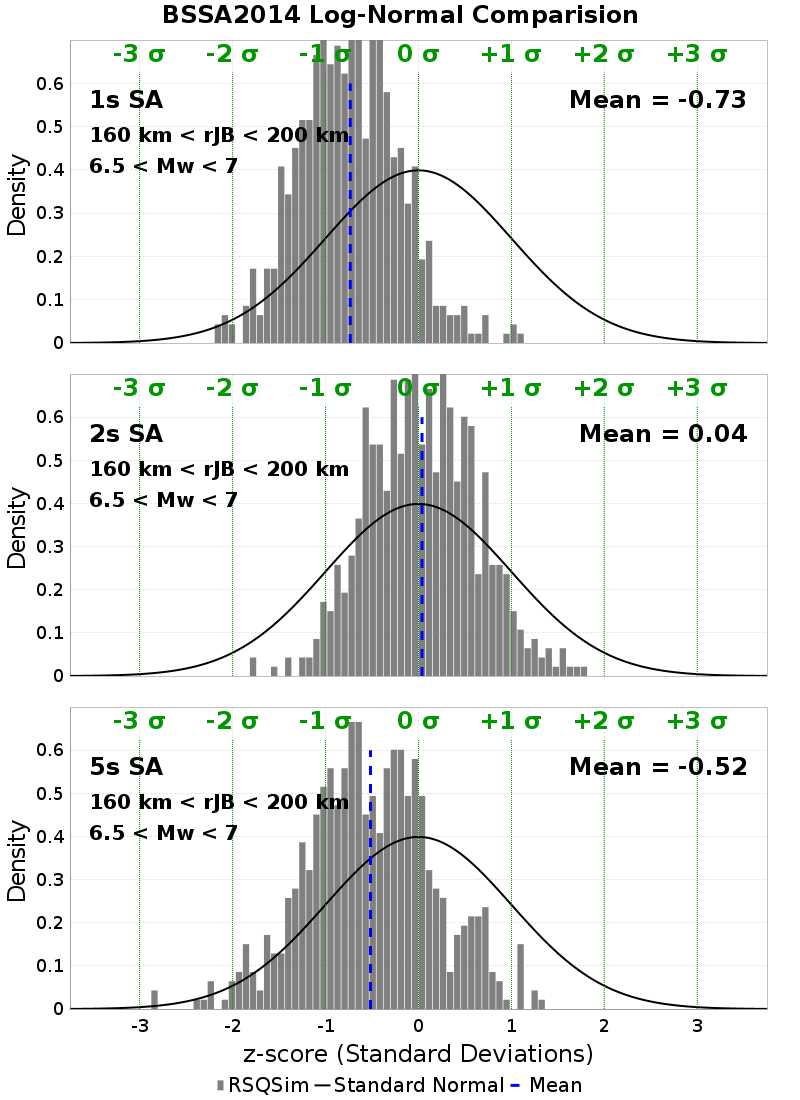 BSSA2014 Log-Normal Comparision
-3 σ -2 σ -1 σ 0 σ +1 σ +2 σ +3 σ
1s SA Mean = -0.73
160 km < rJB < 200 km
6.5 < Mw < 7
0.6
0.5
0.4
0.3
0.2
0.1
0
Density
-3 σ -2 σ -1 σ 0 σ +1 σ +2 σ +3 σ
2s SA Mean = 0.04
160 km < rJB < 200 km
6.5 < Mw < 7
0.6
0.5
0.4
0.3
0.2
0.1
0
Density
-3 σ -2 σ -1 σ 0 σ +1 σ +2 σ +3 σ
5s SA Mean = -0.52
160 km < rJB < 200 km
6.5 < Mw < 7
0.6
0.5
0.4
0.3
0.2
0.1
0
Density
-3 -2 -1 0 1 2 3
z-score (Standard Deviations)
RSQSim Standard Normal Mean